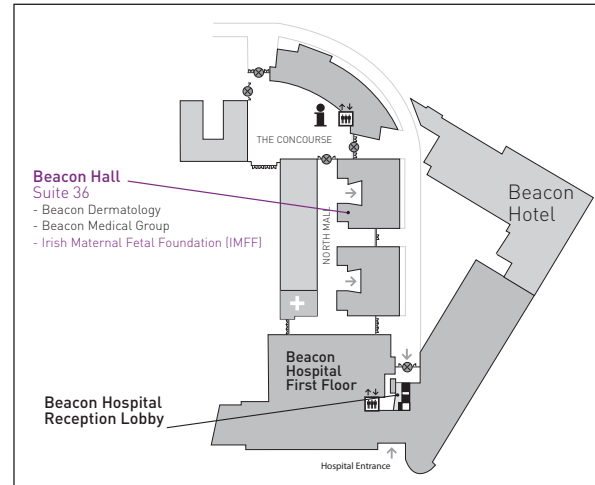 THE CONCOURSE
Beacon Hall
Suite 36
- Beacon Dermatology
- Beacon Medical Group
- Irish Maternal Fetal Foundation (IMFF)
NORTH MALL
Beacon
Hotel
Beacon
Hospital
First Floor
Beacon Hospital
Reception Lobby
Hospital Entrance